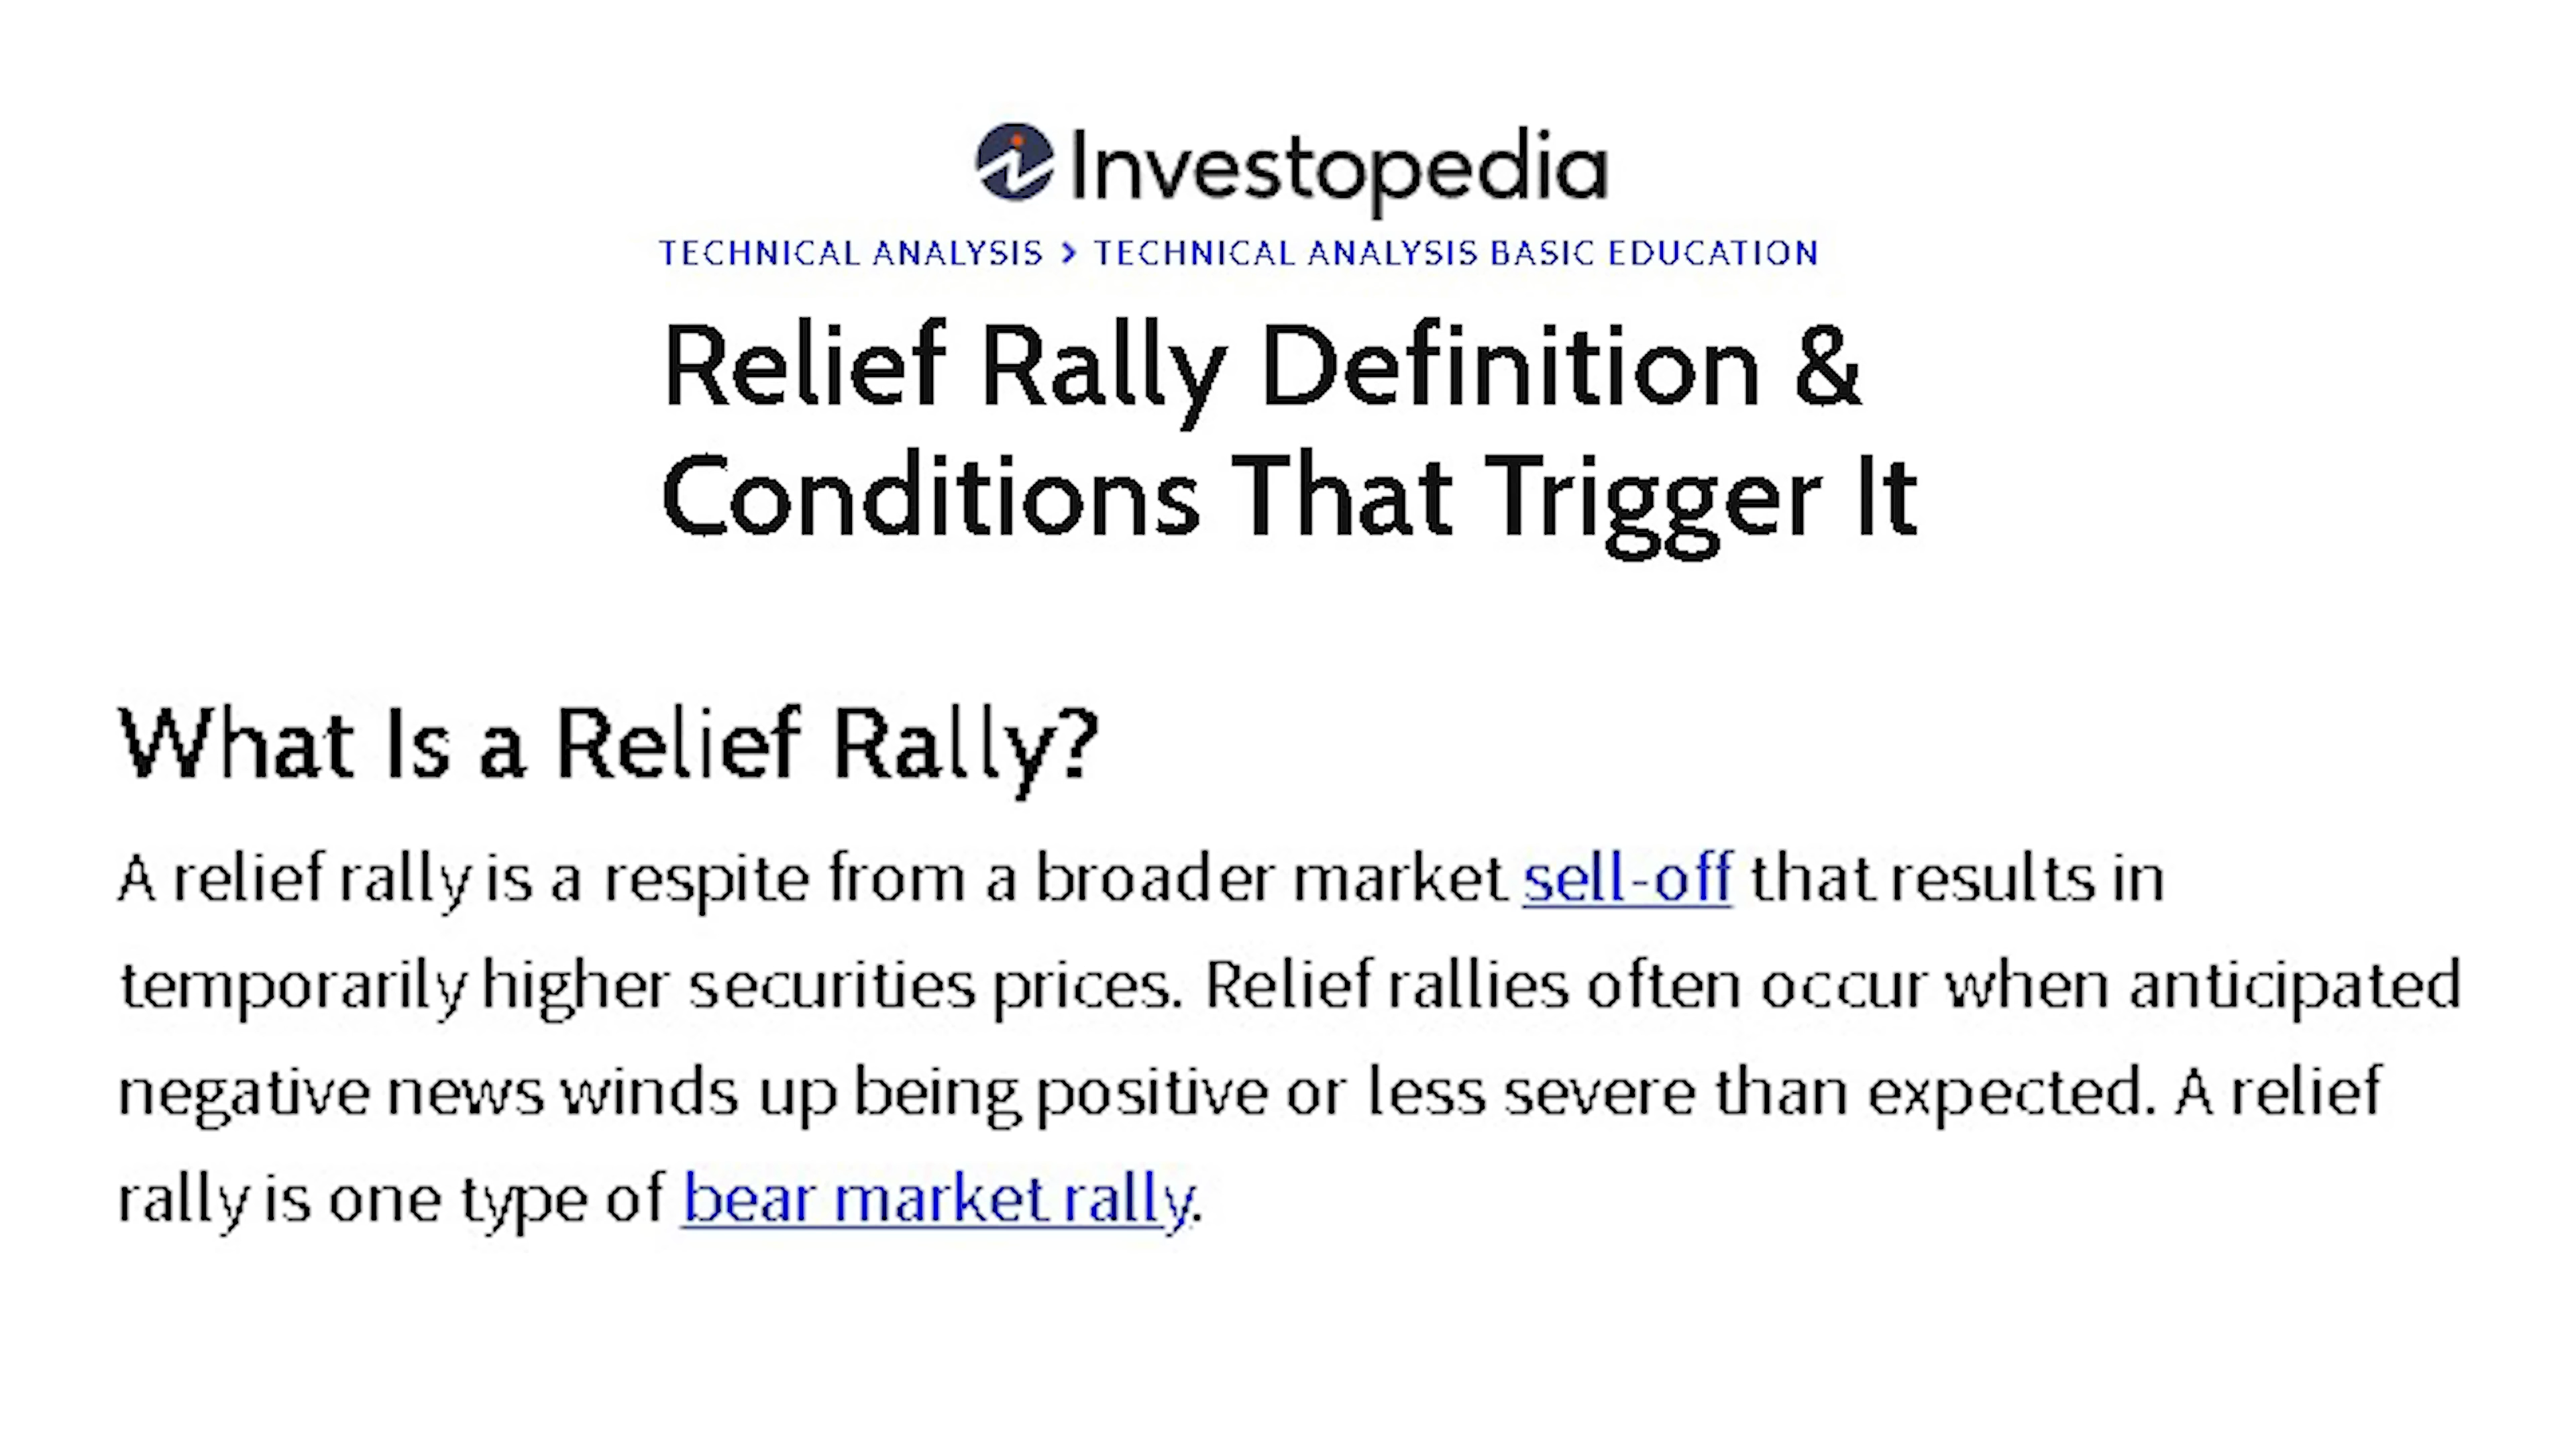 Investopedia
TECHNICAL ANALYSIS > TECHNICAL ANALYSIS BASIC EDUCATION
Relief Rally Definition &
Conditions That Trigger It
What Is a Relief Rally?
A relief rally is a respite from a broader market sell-off that results in
temporarily higher securities prices. Relief rallies often occur when anticipated
negative news winds up being positive or less severe than expected. A relief
rally is one type of bear market rally.